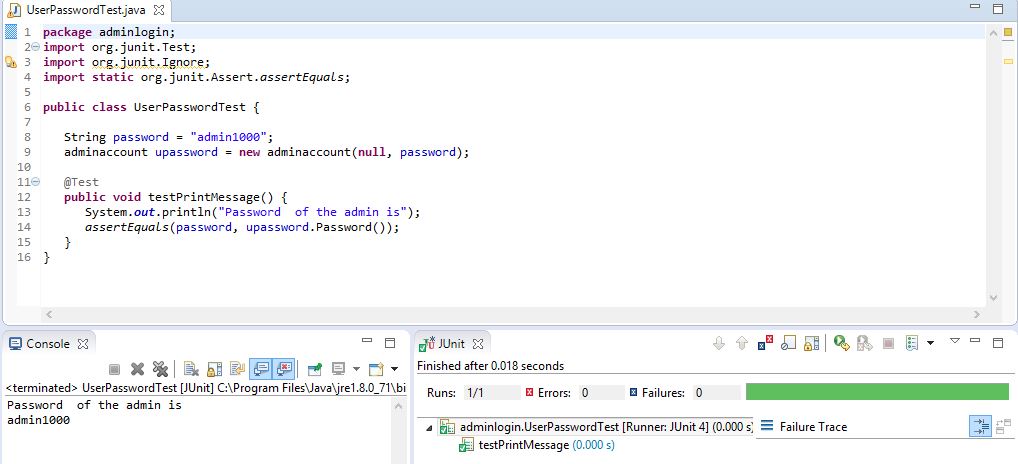 UserPasswordTest.java
1 package adminlogin;
2 import org.junit.Test;
3 import org.junit.Ignore;
4 import static org.junit.Assert.assertEquals;
5
6 public class UserPasswordTest {
7
8 String password = "admin1000";
9 adminaccount upassword = new adminaccount(null, password);
10
11 @Test
12 public void testPrintMessage() {
13 System.out.println("Password  of the admin is");
14 assertEquals(password, upassword.Password());
15 }
16 }
Console
<terminated> UserPasswordTest [JUnit] C:\Program Files\Java\jre1.8.0_71\bi
Password  of the admin is
admin1000
JUnit
Finished after 0.018 seconds
Runs: 1/1 Errors: 0 Failures: 0
adminlogin.UserPasswordTest [Runner: JUnit 4] (0.000 s) Failure Trace
testPrintMessage (0.000 s)